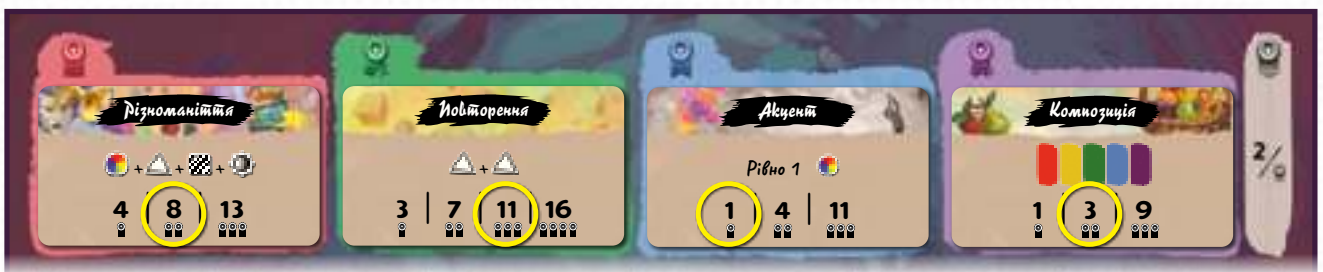 Різноманіття
4 8 13
Повторення
3 7 11 16
Акцент
Рівно 1
1 4 11
Композиція
1 3 9
2/